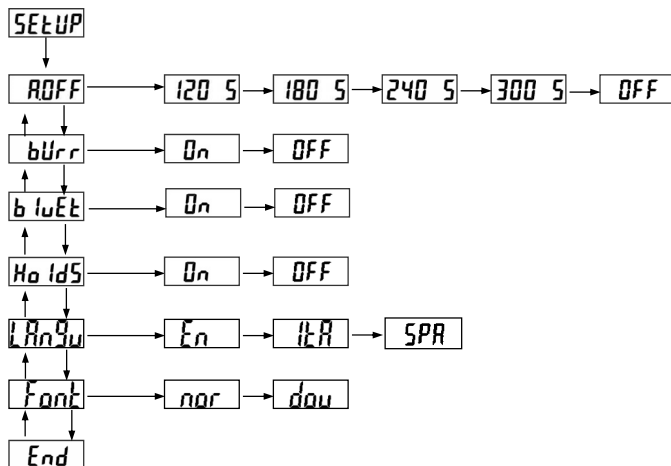 SEtUP
A.OFF 120 S 180 S 240 S 300 S OFF
bUrr On OFF
bluEt On OFF
HoldS On OFF
LAngu En ItA SPA
Font nor dou
End